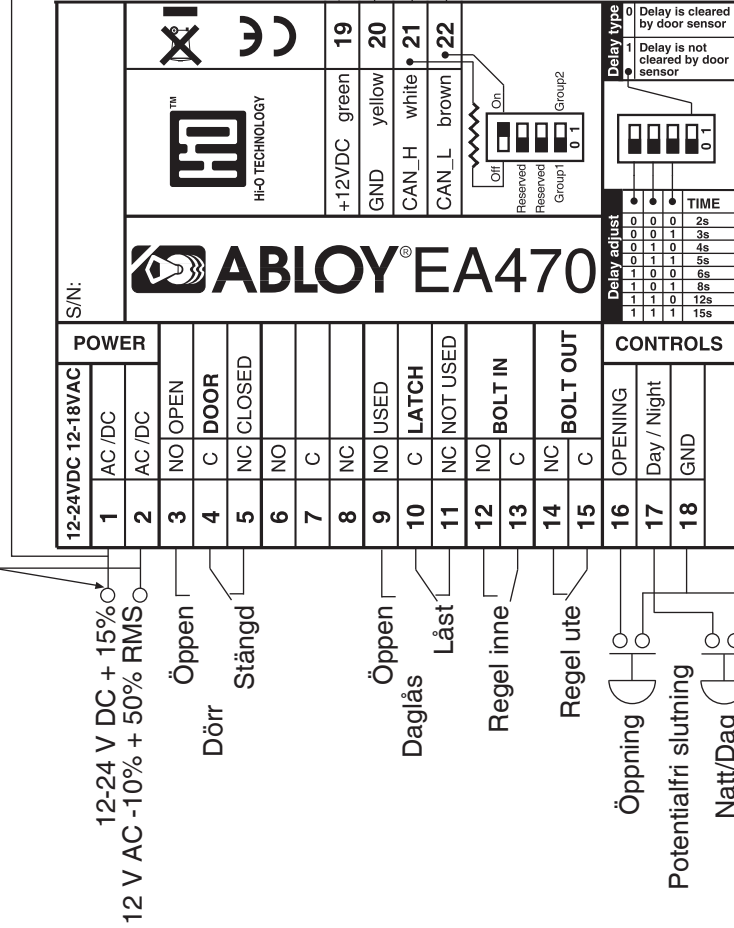 S/N:
Hi-O TECHNOLOGY
TM
CE
ABLOY® EA470
19 +12VDC green
20 GND yellow
21 CAN_H white
22 CAN_L brown
Off
On
Reserved
Reserved
Group1
Group2
0 1
Delay type
0 Delay is cleared by door sensor
1 Delay is not cleared by door sensor
0 1
Delay adjust
TIME
0 0 0 2s
0 0 1 3s
0 1 0 4s
0 1 1 5s
1 0 0 6s
1 0 1 8s
1 1 0 12s
1 1 1 15s
POWER
12-24VDC 12-18VAC
1 AC /DC
2 AC /DC
3 NO OPEN
4 C DOOR
5 NC CLOSED
6 NO
7 C
8 NC
9 NO USED
10 C LATCH
11 NC NOT USED
12 NO
BOLT IN
13 C
14 NC
BOLT OUT
15 C
CONTROLS
16 OPENING
17 Day / Night
18 GND
12-24 V DC + 15%
12 V AC -10% + 50% RMS
Öppen
Dörr
Stängd
Öppen
Daglås
Låst
Regel inne
Regel ute
Öppning
Potentialfri slutning
Natt/Dag